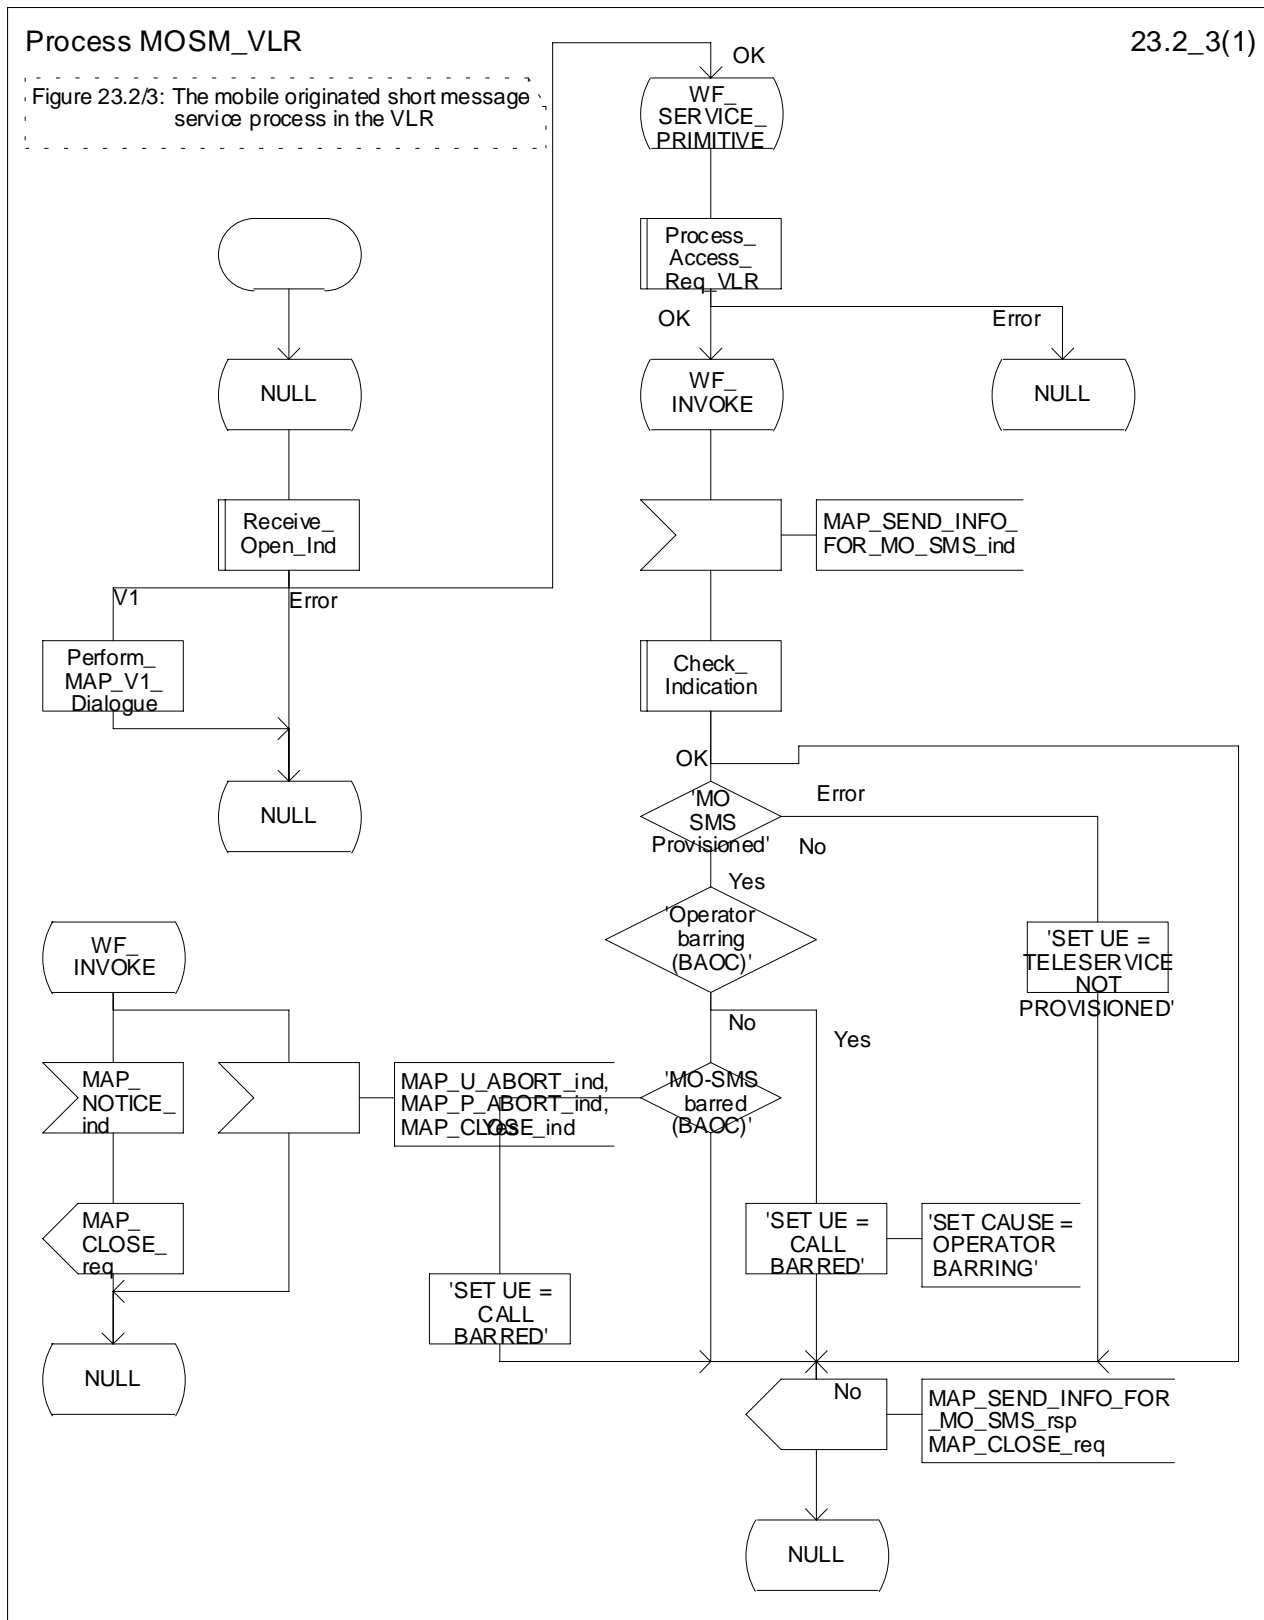 Process MOSM_VLR
23.2_3(1)
Figure 23.2/3: The mobile originated short message
service process in the VLR
OK
WF_
SERVICE_
PRIMITIVE
Process_
Access_
Req_VLR
OK
Error
NULL
WF_
INVOKE
NULL
Receive_
Open_Ind
MAP_SEND_INFO_
FOR_MO_SMS_ind
V1
Error
Perform_
MAP_V1_
Dialogue
Check_
Indication
OK
NULL
'MO
SMS
Provisioned'
Error
No
Yes
'Operator
barring
(BAOC)'
WF_
INVOKE
'SET UE =
TELESERVICE
NOT
PROVISIONED'
No
Yes
MAP_
NOTICE_
ind
MAP_U_ABORT_ind,
MAP_P_ABORT_ind,
MAP_CLOSE_ind
Yes
'MO-SMS
barred
(BAOC)'
MAP_
CLOSE_
req
'SET UE =
CALL
BARRED'
'SET CAUSE =
OPERATOR
BARRING'
'SET UE =
CALL
BARRED'
NULL
No
MAP_SEND_INFO_FOR
_MO_SMS_rsp
MAP_CLOSE_req
NULL